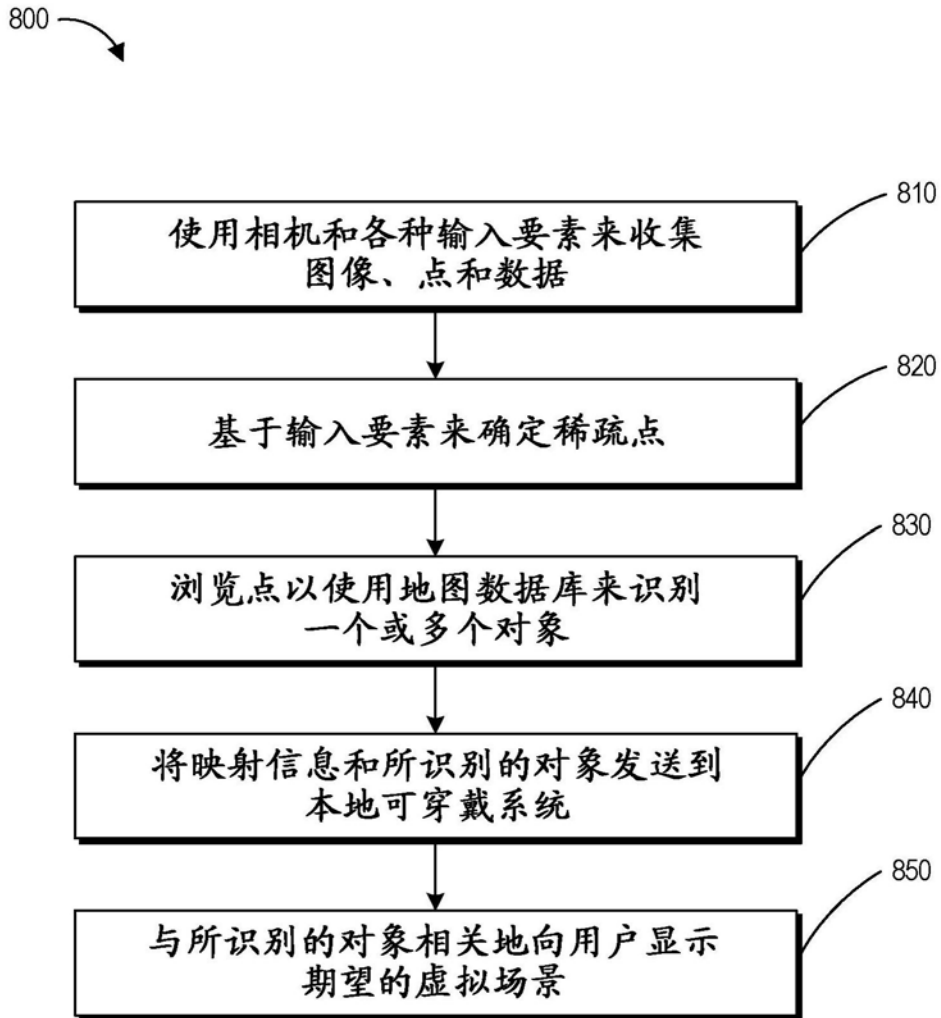 800
810
使用相机和各种输入要素来收集
图像、点和数据
820
基于输入要素来确定稀疏点
830
浏览点以使用地图数据库来识别
一个或多个对象
840
将映射信息和所识别的对象发送到
本地可穿戴系统
850
与所识别的对象相关地向用户显示
期望的虚拟场景